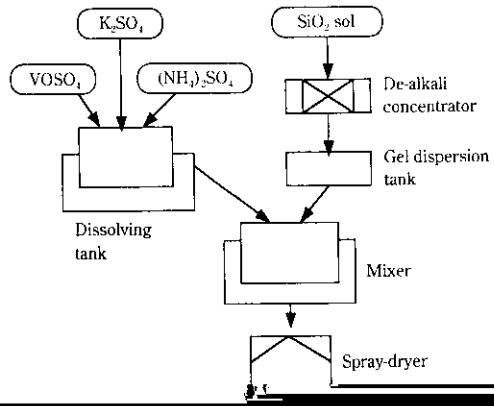 K₂SO₄
SiO₂ sol
VOSO₄
(NH₄)₂SO₄
De-alkali
concentrator
Gel dispersion
tank
Dissolving
tank
Mixer
Spray-dryer